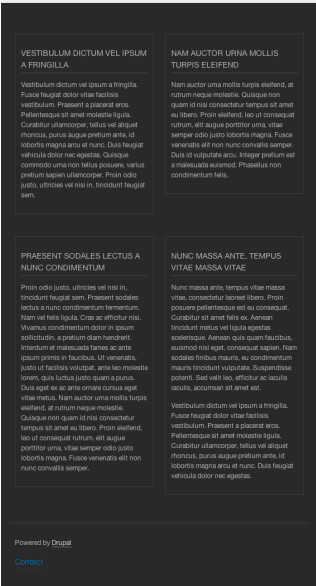 VESTIBULUM DICTUM VEL IPSUM
A FRINGILLA
Vestibulum dictum vel ipsum a fringilla.
Fusce feugiat dolor vitae facilisis
vestibulum. Praesent a placerat eros.
Pellentesque sit amet molestie ligula.
Curabitur ullamcorper, tellus vel aliquet
rhoncus, purus augue pretium ante, id
lobortis magna arcu et nunc. Duis feugiat
vehicula dolor nec egestas. Quisque
commodo urna non tellus posuere, varius
pretium sapien ullamcorper. Proin odio
justo, ultricies vel nisi in, tincidunt feugiat
sem.
NAM AUCTOR URNA MOLLIS
TURPIS ELEIFEND
Nam auctor urna mollis turpis eleifend, at
rutrum neque molestie. Quisque non
quam id nisi consectetur tempus sit amet
eu libero. Proin eleifend, leo ut consequat
rutrum, elit augue porttitor urna, vitae
semper odio justo lobortis magna. Fusce
venenatis elit non nunc convallis semper.
Duis id vulputate arcu. Integer pretium est
a malesuada euismod. Phasellus non
condimentum felis.
PRAESENT SODALES LECTUS A
NUNC CONDIMENTUM
Proin odio justo, ultricies vel nisi in,
tincidunt feugiat sem. Praesent sodales
lectus a nunc condimentum fermentum.
Nam vel felis ligula. Cras ac efficitur nisi.
Vivamus condimentum dolor in ipsum
sollicitudin, a pretium diam hendrerit.
Interdum et malesuada fames ac ante
ipsum primis in faucibus. Ut venenatis,
justo ut facilisis volutpat, ante leo molestie
lorem, quis luctus justo quam a purus.
Duis eget ex ac ante ornare cursus eget
vitae metus. Nam auctor urna mollis turpis
eleifend, at rutrum neque molestie.
Quisque non quam id nisi consectetur
tempus sit amet eu libero. Proin eleifend,
leo ut consequat rutrum, elit augue
porttitor urna, vitae semper odio justo
lobortis magna. Fusce venenatis elit non
nunc convallis semper.
NUNC MASSA ANTE, TEMPUS
VITAE MASSA VITAE
Nunc massa ante, tempus vitae massa
vitae, consectetur laoreet libero. Proin
posuere pellentesque est eu consequat.
Curabitur sit amet felis ex. Aenean
tincidunt metus vel ligula egestas
scelerisque. Aenean quis quam faucibus,
euismod nisi eget, consequat sapien. Nam
sodales finibus mauris, eu condimentum
mauris tincidunt vulputate. Suspendisse
potenti. Sed velit leo, efficitur ac iaculis
iaculis, accumsan sit amet est.
Vestibulum dictum vel ipsum a fringilla.
Fusce feugiat dolor vitae facilisis
vestibulum. Praesent a placerat eros.
Pellentesque sit amet molestie ligula.
Curabitur ullamcorper, tellus vel aliquet
rhoncus, purus augue pretium ante, id
lobortis magna arcu et nunc. Duis feugiat
vehicula dolor nec egestas.
Powered by Drupal
Contact